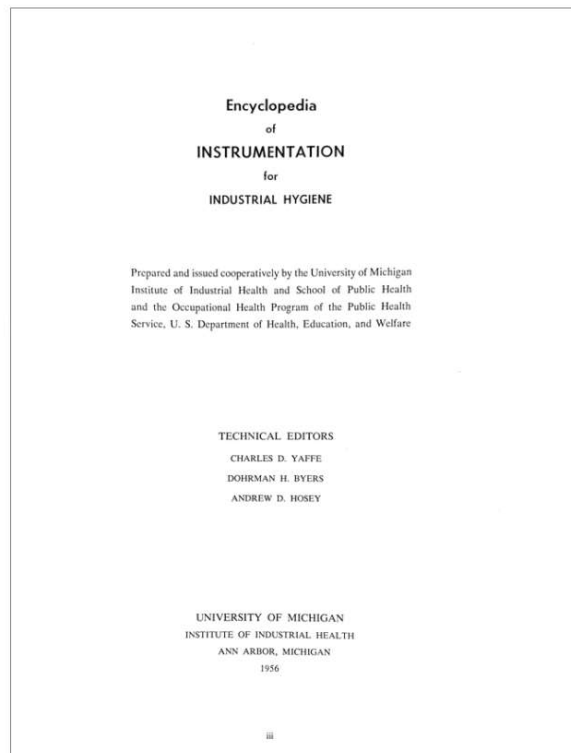 Encyclopedia
of
INSTRUMENTATION
for
INDUSTRIAL HYGIENE
Prepared and issued cooperatively by the University of Michigan
Institute of Industrial Health and School of Public Health
and the Occupational Health Program of the Public Health
Service, U. S. Department of Health, Education, and Welfare
TECHNICAL EDITORS
CHARLES D. YAFFE
DOHRMAN H. BYERS
ANDREW D. HOSEY
UNIVERSITY OF MICHIGAN
INSTITUTE OF INDUSTRIAL HEALTH
ANN ARBOR, MICHIGAN
1956
iii